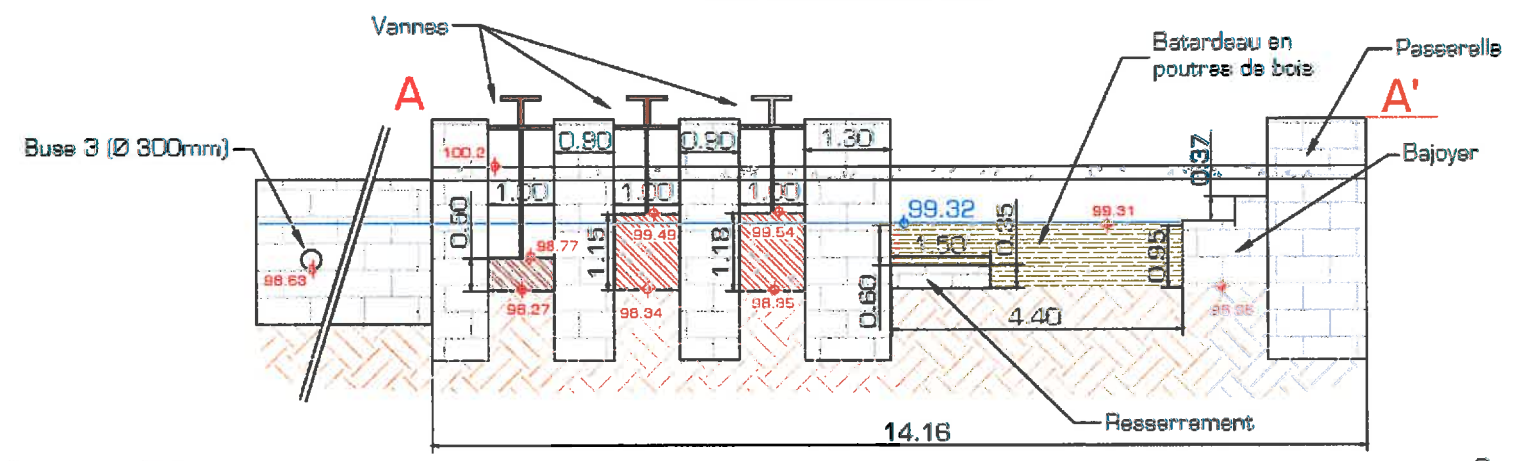 Vannes
Batardeau en
poutres de bois
Passerelle
A
A'
Buse 3 (Ø 300mm)
0.90
0.90
1.30
Bajoyer
100.2
0.37
1.00
1.00
1.00
99.32
99.31
0.50
98.77
1.15
99.49
1.18
99.54
1.50
0.35
0.95
98.63
98.27
98.34
98.35
0.60
4.40
Resserrement
14.16